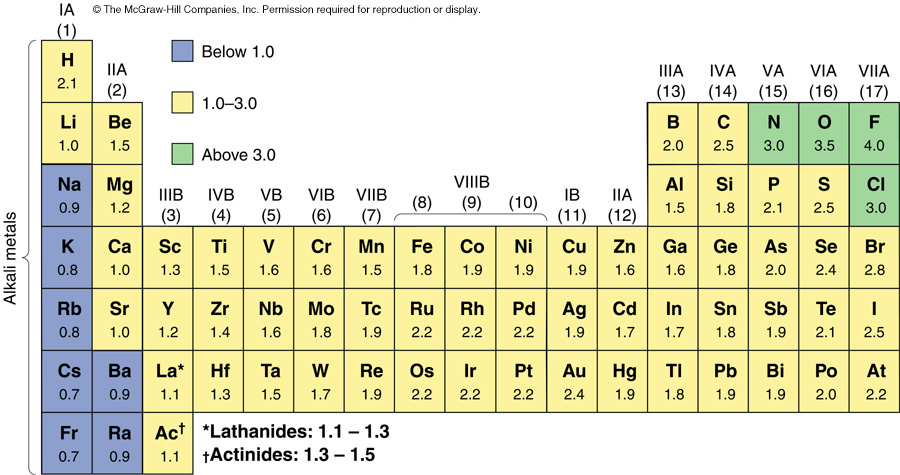 IA © The McGraw-Hill Companies, Inc. Permission required for reproduction or display.
(1)
Below 1.0
1.0–3.0
Above 3.0
Alkali metals
IIA IIIA IVA VA VIA VIIA
(2) (13) (14) (15) (16) (17)
IIIB IVB VB VIB VIIB VIIIB IB IIA
(3) (4) (5) (6) (7) (8) (9) (10) (11) (12)
H
2.1
Li Be B C N O F
1.0 1.5 2.0 2.5 3.0 3.5 4.0
Na Mg Al Si P S Cl
0.9 1.2 1.5 1.8 2.1 2.5 3.0
K Ca Sc Ti V Cr Mn Fe Co Ni Cu Zn Ga Ge As Se Br
0.8 1.0 1.3 1.5 1.6 1.6 1.5 1.8 1.9 1.9 1.9 1.6 1.6 1.8 2.0 2.4 2.8
Rb Sr Y Zr Nb Mo Tc Ru Rh Pd Ag Cd In Sn Sb Te I
0.8 1.0 1.2 1.4 1.6 1.8 1.9 2.2 2.2 2.2 1.9 1.7 1.7 1.8 1.9 2.1 2.5
Cs Ba La* Hf Ta W Re Os Ir Pt Au Hg Tl Pb Bi Po At
0.7 0.9 1.1 1.3 1.5 1.7 1.9 2.2 2.2 2.2 2.4 1.9 1.8 1.9 1.9 2.0 2.2
Fr Ra Ac†
0.7 0.9 1.1
*Lathanides: 1.1 – 1.3
†Actinides: 1.3 – 1.5